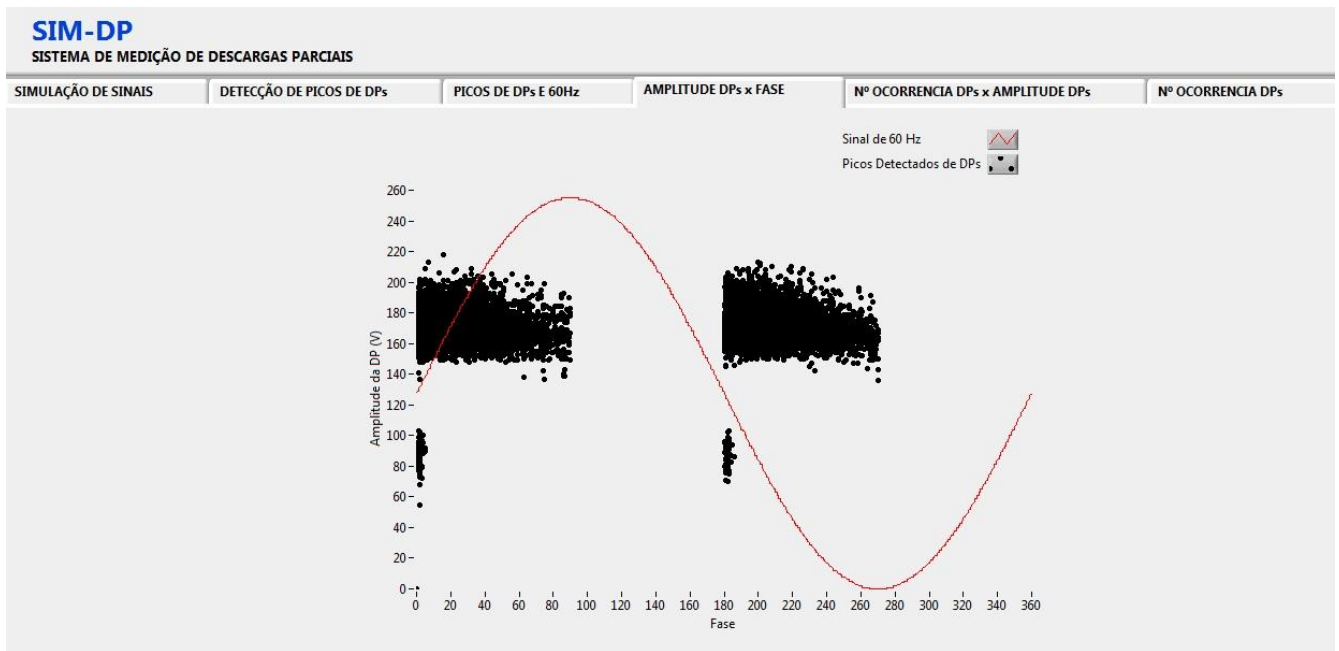 SIM-DP
SISTEMA DE MEDIÇÃO DE DESCARGAS PARCIAIS
SIMULAÇÃO DE SINAIS
DETECÇÃO DE PICOS DE DPs
PICOS DE DPs E 60Hz
AMPLITUDE DPs x FASE
Nº OCORRENCIA DPs x AMPLITUDE DPs
Nº OCORRENCIA DPs
Sinal de 60 Hz
Picos Detectados de DPs
Amplitude da DP (V)
260
240
220
200
180
160
140
120
100
80
60
40
20
0
0 20 40 60 80 100 120 140 160 180 200 220 240 260 280 300 320 340 360
Fase